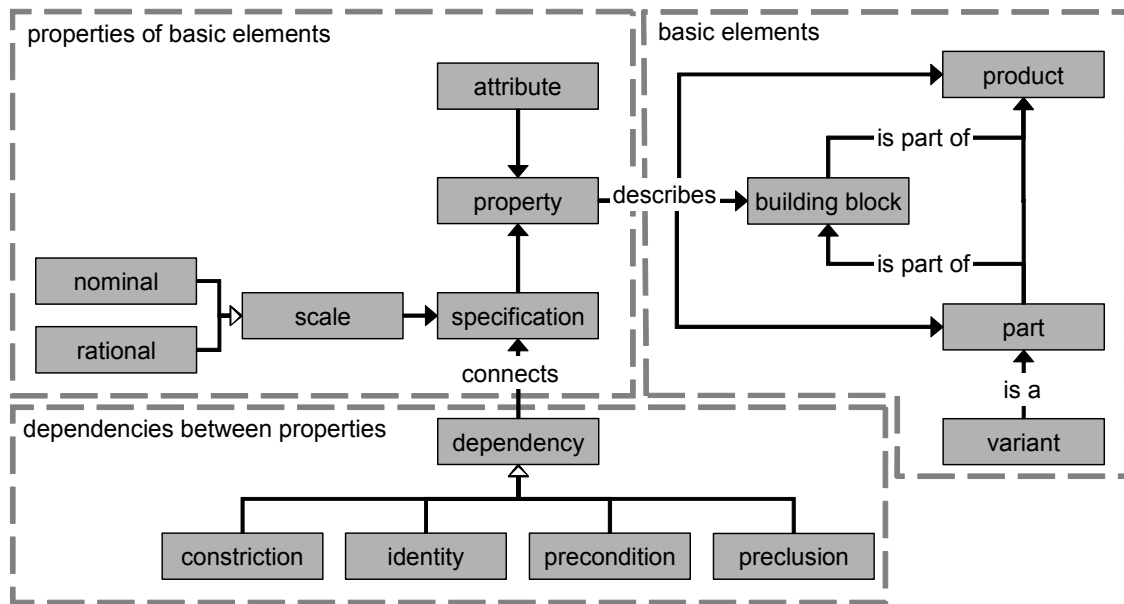 properties of basic elements
attribute
property
nominal
rational
scale
specification
connects
describes
basic elements
product
is part of
building block
is part of
part
is a
variant
dependencies between properties
dependency
constriction
identity
precondition
preclusion